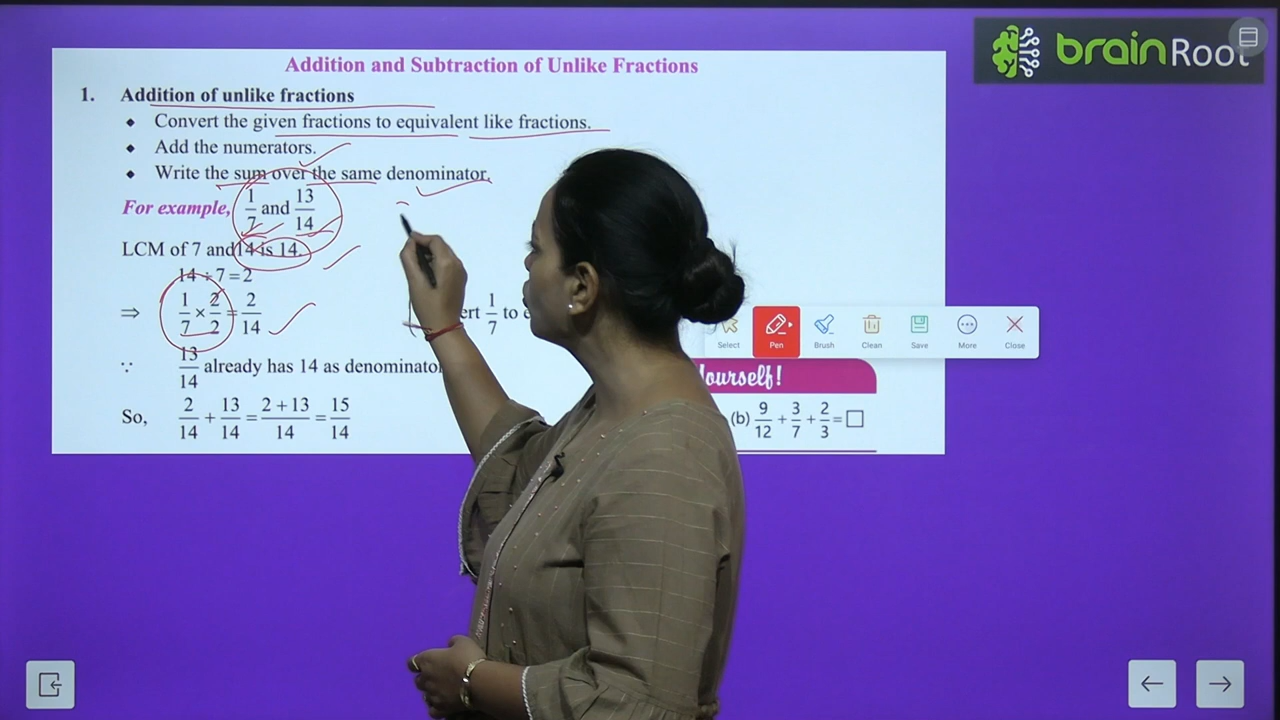 brainRoot
Addition and Subtraction of Unlike Fractions
1. Addition of unlike fractions
◆ Convert the given fractions to equivalent like fractions.
◆ Add the numerators.
◆ Write the sum over the same denominator.
For example, 1/7 and 13/14
LCM of 7 and 14 is 14.
14 ÷ 7 = 2
⇒ 1/7 × 2/2 = 2/14 1/7 to
∵ 13/14 already has 14 as
So, 2/14 + 13/14 = 2 + 13/14 = 15/14
Select Pen Brush Clean Save More Close
(b) 9/12 + 3/7 + 2/3 = □